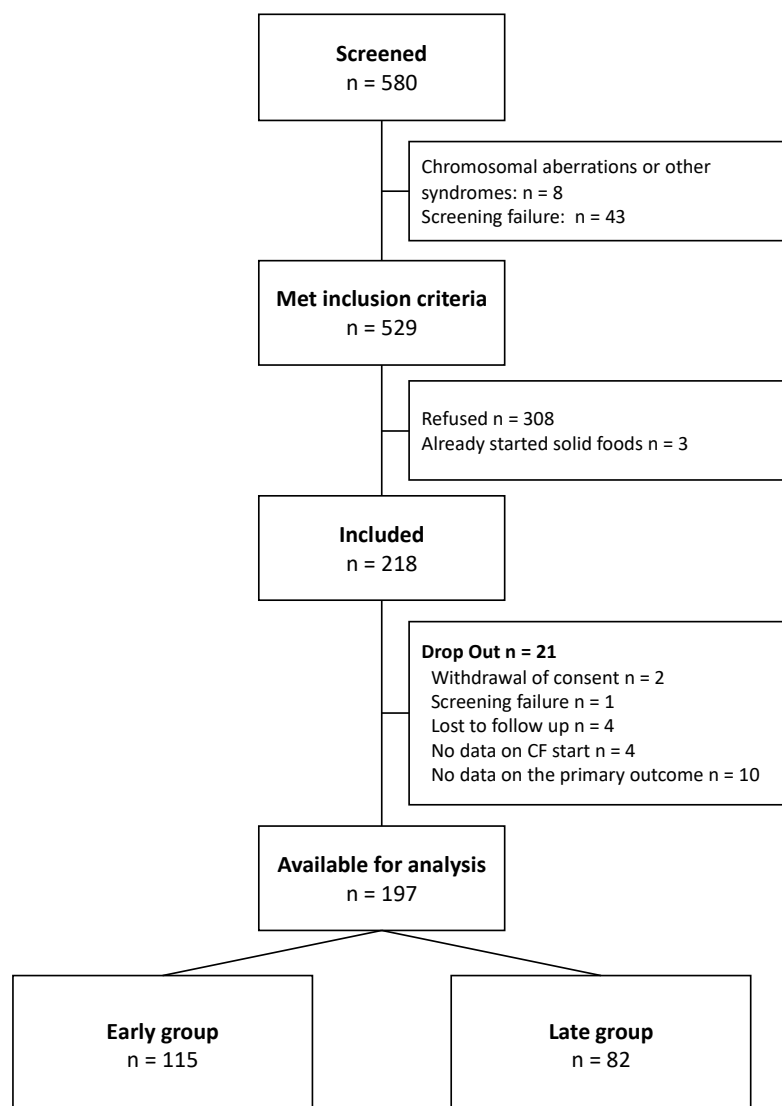 Screened
n = 580
Chromosomal aberrations or other
syndromes: n = 8
Screening failure:  n = 43
Met inclusion criteria
n = 529
Refused n = 308
Already started solid foods n = 3
Included
n = 218
Drop Out n = 21
Withdrawal of consent n = 2
Screening failure n = 1
Lost to follow up n = 4
No data on CF start n = 4
No data on the primary outcome n = 10
Available for analysis
n = 197
Early group
n = 115
Late group
n = 82